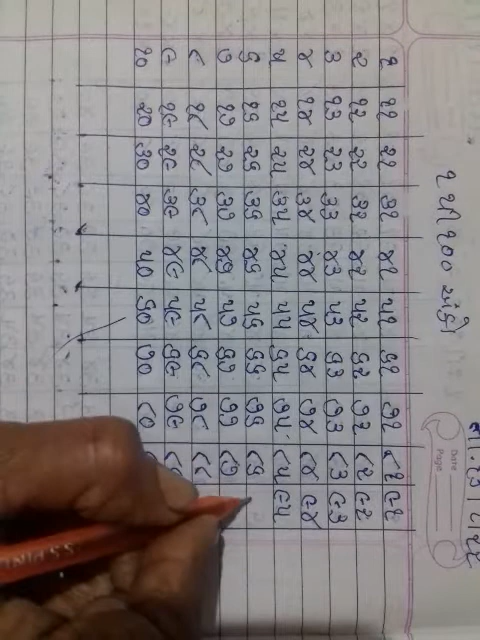 Date :
Page :
૧ થી ૧૦૦
૧ ૧૧ ૨૧ ૩૧ ૪૧ ૫૧ ૬૧ ૭૧ ૮૧ ૯૧
૨ ૧૨ ૨૨ ૩૨ ૪૨ ૫૨ ૬૨ ૭૨ ૮૨ ૯૨
૩ ૧૩ ૨૩ ૩૩ ૪૩ ૫૩ ૬૩ ૭૩ ૮૩ ૯૩
૪ ૧૪ ૨૪ ૩૪ ૪૪ ૫૪ ૬૪ ૭૪ ૮૪ ૯૪
૫ ૧૫ ૨૫ ૩૫ ૪૫ ૫૫ ૬૫ ૭૫ ૮૫ ૯૫
૬ ૧૬ ૨૬ ૩૬ ૪૬ ૫૬ ૬૬ ૭૬ ૮૬
૭ ૧૭ ૨૭ ૩૭ ૪૭ ૫૭ ૬૭ ૭૭ ૮૭
૮ ૧૮ ૨૮ ૩૮ ૪૮ ૫૮ ૬૮ ૭૮ ૮૮
૯ ૧૯ ૨૯ ૩૯ ૪૯ ૫૯ ૬૯ ૭૯
૧૦ ૨૦ ૩૦ ૪૦ ૫૦ ૬૦ ૭૦ ૮૦